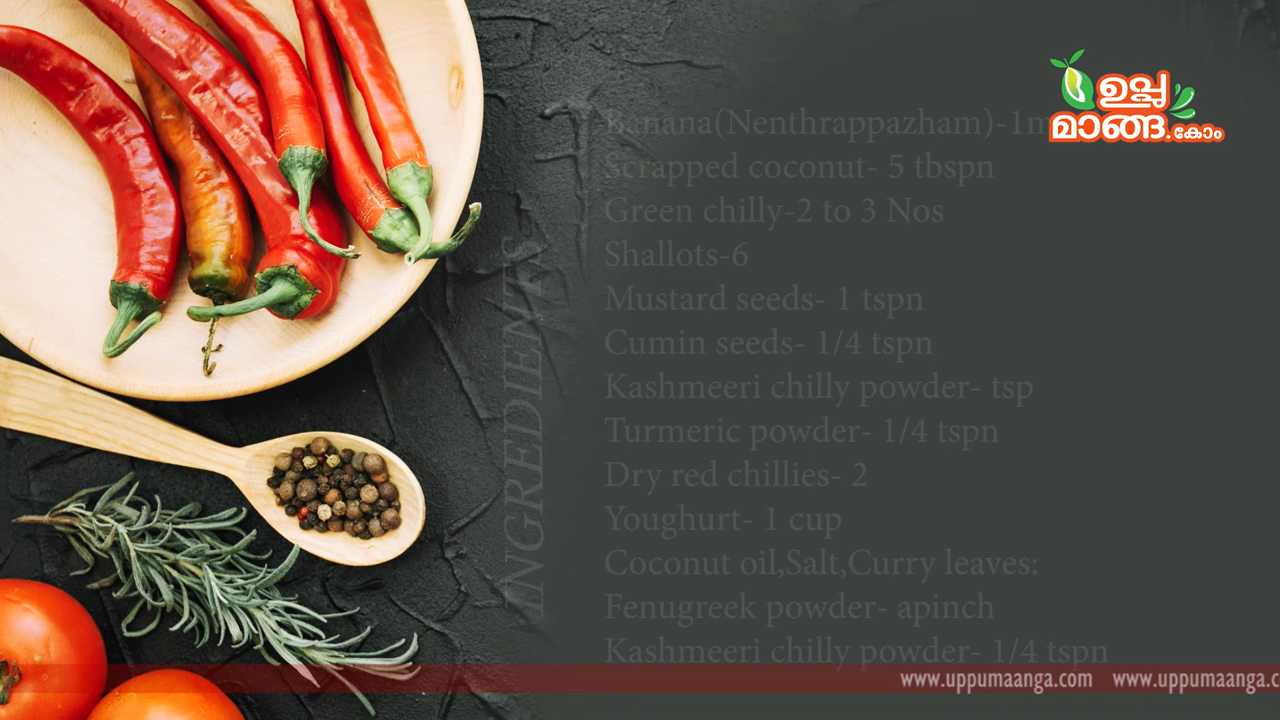 ഉപ്പു
മാങ്ങ.കോം
INGREDIENTS
Banana(Nenthrappazham)-1n
Scrapped coconut- 5 tbspn
Green chilly-2 to 3 Nos
Shallots-6
Mustard seeds- 1 tspn
Cumin seeds- 1/4 tspn
Kashmeeri chilly powder- tsp
Turmeric powder- 1/4 tspn
Dry red chillies- 2
Youghurt- 1 cup
Coconut oil,Salt,Curry leaves:
Fenugreek powder- apinch
Kashmeeri chilly powder- 1/4 tspn
www.uppumaanga.com www.uppumaanga.c